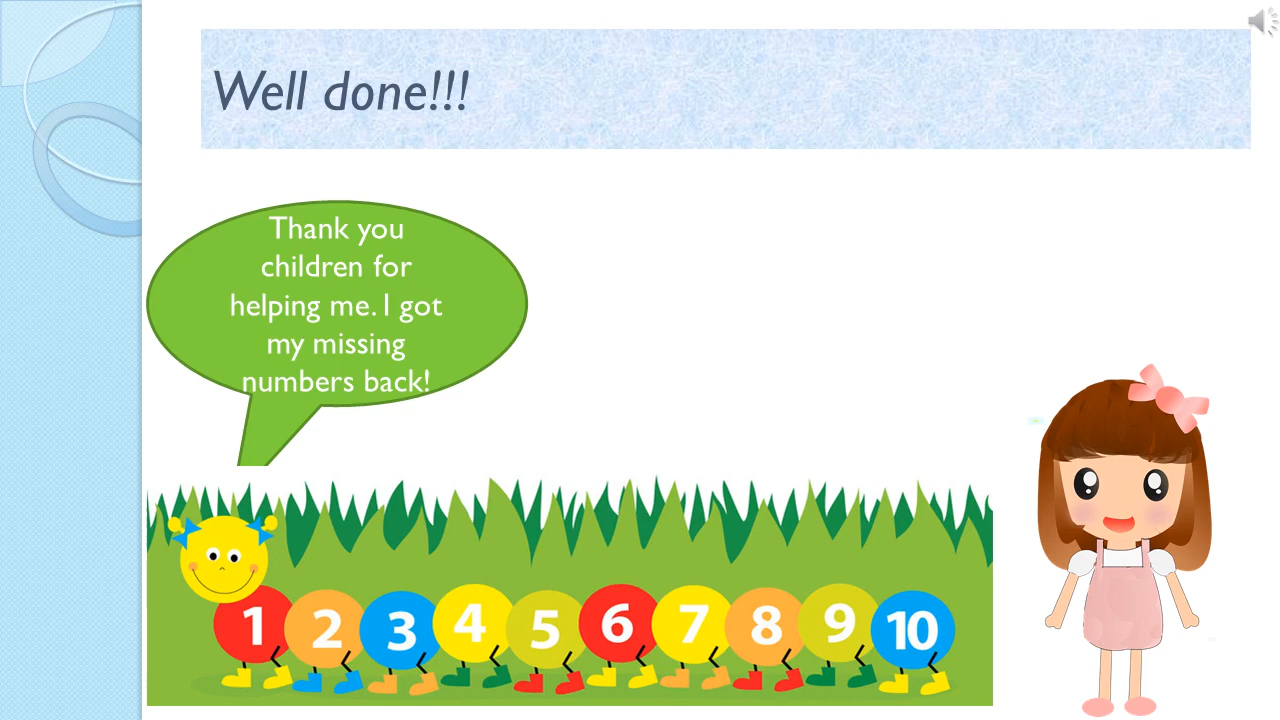 Well done!!!
Thank you
children for
helping me. I got
my missing
numbers back!
1 2 3 4 5 6 7 8 9 10